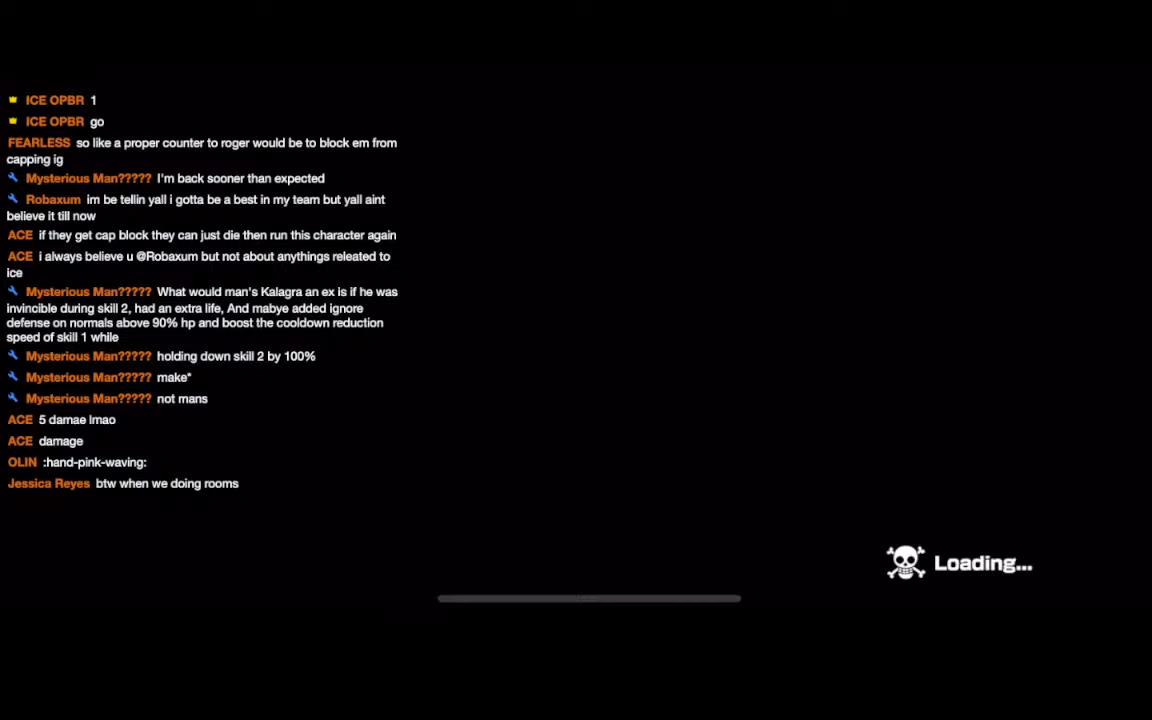 ICE OPBR 1
ICE OPBR go
FEARLESS so like a proper counter to roger would be to block em from
capping ig
Mysterious Man????? I'm back sooner than expected
Robaxum im be tellin yall i gotta be a best in my team but yall aint
believe it till now
ACE if they get cap block they can just die then run this character again
ACE i always believe u @Robaxum but not about anythings releated to
ice
Mysterious Man????? What would man's Kalagra an ex is if he was
invincible during skill 2, had an extra life, And mabye added ignore
defense on normals above 90% hp and boost the cooldown reduction
speed of skill 1 while
Mysterious Man????? holding down skill 2 by 100%
Mysterious Man????? make*
Mysterious Man????? not mans
ACE 5 damae lmao
ACE damage
OLIN :hand-pink-waving:
Jessica Reyes btw when we doing rooms
Loading...